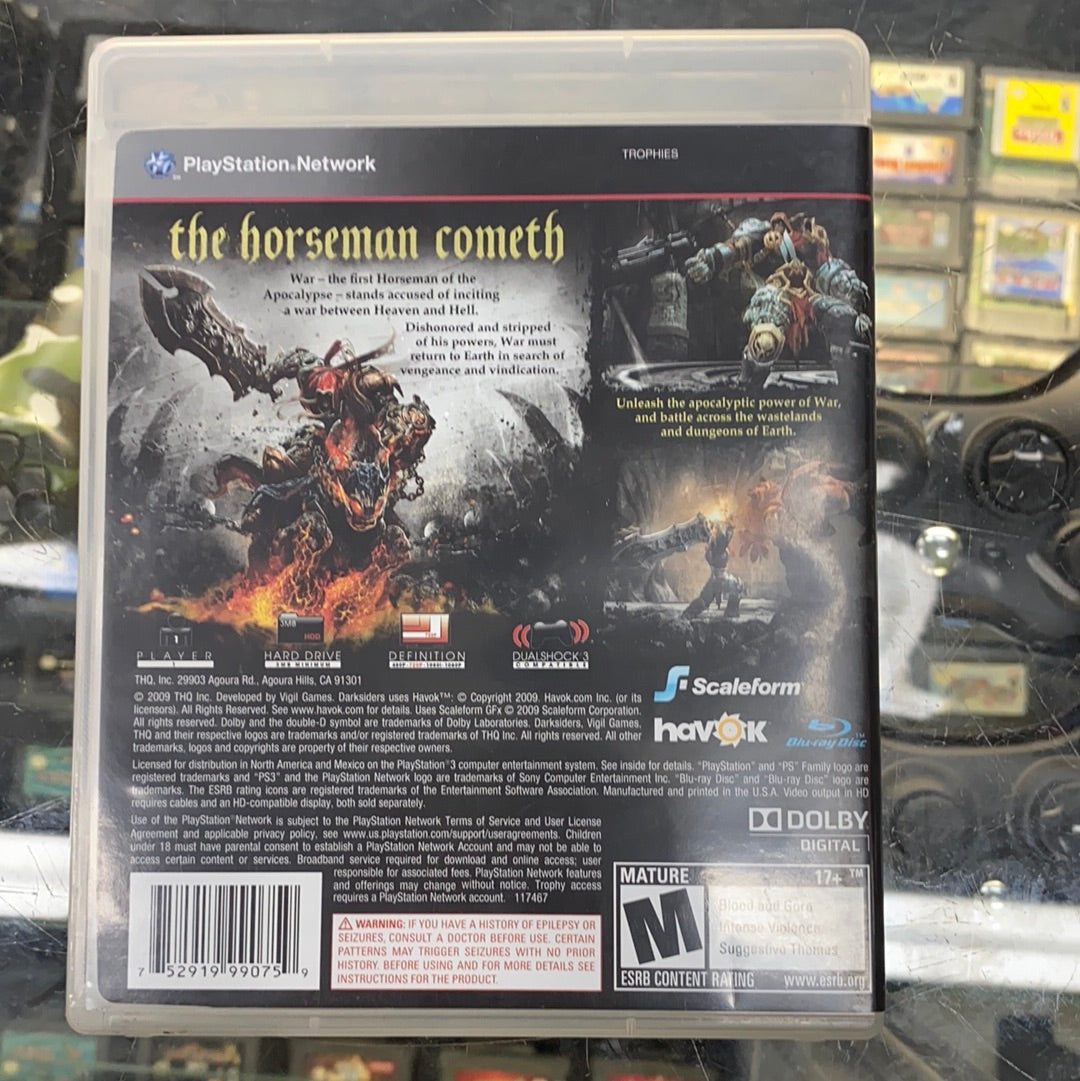 PlayStation®Network
TROPHIES
the horseman cometh
War – the first Horseman of the
Apocalypse – stands accused of inciting
a war between Heaven and Hell.
Dishonored and stripped
of his powers, War must
return to Earth in search of
vengeance and vindication.
Unleash the apocalyptic power of War,
and battle across the wastelands
and dungeons of Earth.
PLAYER
1
3MB
HDD
HARD DRIVE
3MB MINIMUM
720P
DEFINITION
480P·720P·1080i·1080P
DUALSHOCK 3
COMPATIBLE
THQ, Inc. 29903 Agoura Rd., Agoura Hills, CA 91301
© 2009 THQ Inc. Developed by Vigil Games. Darksiders uses Havok™: © Copyright 2009. Havok.com Inc. (or its
licensors). All Rights Reserved. See www.havok.com for details. Uses Scaleform GFx © 2009 Scaleform Corporation.
All rights reserved. Dolby and the double-D symbol are trademarks of Dolby Laboratories. Darksiders, Vigil Games,
THQ and their respective logos are trademarks and/or registered trademarks of THQ Inc. All rights reserved. All other
trademarks, logos and copyrights are property of their respective owners.
Scaleform
havok
Blu-ray Disc™
Licensed for distribution in North America and Mexico on the PlayStation®3 computer entertainment system. See inside for details. "PlayStation" and "PS" Family logo are
registered trademarks and "PS3" and the PlayStation Network logo are trademarks of Sony Computer Entertainment Inc. "Blu-ray Disc" and "Blu-ray Disc" logo are
trademarks. The ESRB rating icons are registered trademarks of the Entertainment Software Association. Manufactured and printed in the U.S.A. Video output in HD
requires cables and an HD-compatible display, both sold separately.
Use of the PlayStation®Network is subject to the PlayStation Network Terms of Service and User License
Agreement and applicable privacy policy, see www.us.playstation.com/support/useragreements. Children
under 18 must have parental consent to establish a PlayStation Network Account and may not be able to
access certain content or services. Broadband service required for download and online access; user
responsible for associated fees. PlayStation Network features
and offerings may change without notice. Trophy access
requires a PlayStation Network account. 117467
DOLBY
DIGITAL
7 52919 99075 9
⚠ WARNING: IF YOU HAVE A HISTORY OF EPILEPSY OR
SEIZURES, CONSULT A DOCTOR BEFORE USE. CERTAIN
PATTERNS MAY TRIGGER SEIZURES WITH NO PRIOR
HISTORY. BEFORE USING AND FOR MORE DETAILS SEE
INSTRUCTIONS FOR THE PRODUCT.
MATURE 17+ ™
M
Blood and Gore
Intense Violence
Suggestive Themes
ESRB CONTENT RATING www.esrb.org